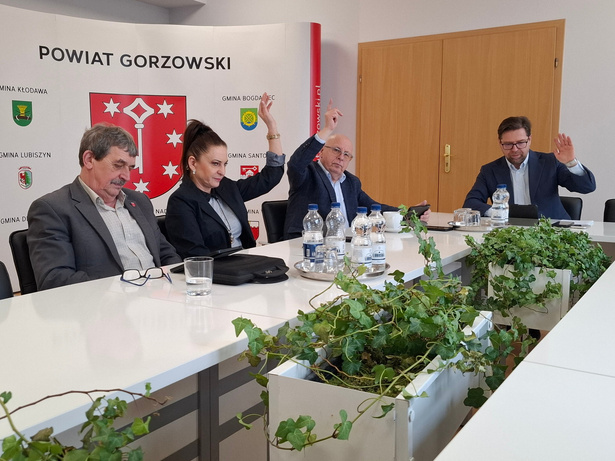 POWIAT GORZOWSKI
GMINA KŁODAWA
GMINA BOGDANIEC
GMINA LUBISZYN
GMINA SANTO
GMINA D